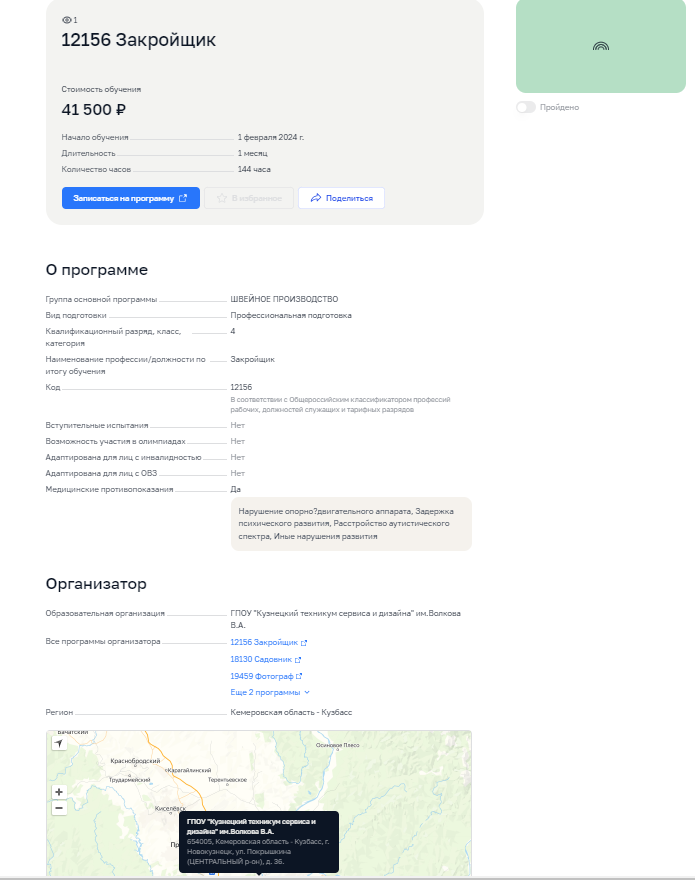 1
12156 Закройщик
Стоимость обучения
41 500 ₽
Начало обучения 1 февраля 2024 г.
Длительность 1 месяц
Количество часов 144 часа
Записаться на программу В избранное Поделиться
Пройдено
О программе
Группа основной программы ШВЕЙНОЕ ПРОИЗВОДСТВО
Вид подготовки Профессиональная подготовка
Квалификационный разряд, класс, 4
категория
Наименование профессии/должности по Закройщик
итогу обучения
Код 12156
В соответствии с Общероссийским классификатором профессий
рабочих, должностей служащих и тарифных разрядов
Вступительные испытания Нет
Возможность участия в олимпиадах Нет
Адаптирована для лиц с инвалидностью Нет
Адаптирована для лиц с ОВЗ Нет
Медицинские противопоказания Да
Нарушение опорно?двигательного аппарата, Задержка
психического развития, Расстройство аутистического
спектра, Иные нарушения развития
Организатор
Образовательная организация ГПОУ "Кузнецкий техникум сервиса и дизайна" им.Волкова
В.А.
Все программы организатора 12156 Закройщик
18130 Садовник
19459 Фотограф
Еще 2 программы
Регион Кемеровская область - Кузбасс
Бачатский
Осиновое Плесо
Краснобродский
Карагайлинский
Трудармейский
Терентьевское
+
Киселёвск
−
ГПОУ "Кузнецкий техникум сервиса и
дизайна" им.Волкова В.А.
654005, Кемеровская область - Кузбасс, г.
Новокузнецк, ул. Покрышкина
(ЦЕНТРАЛЬНЫЙ р-он), д. 36.
Пр